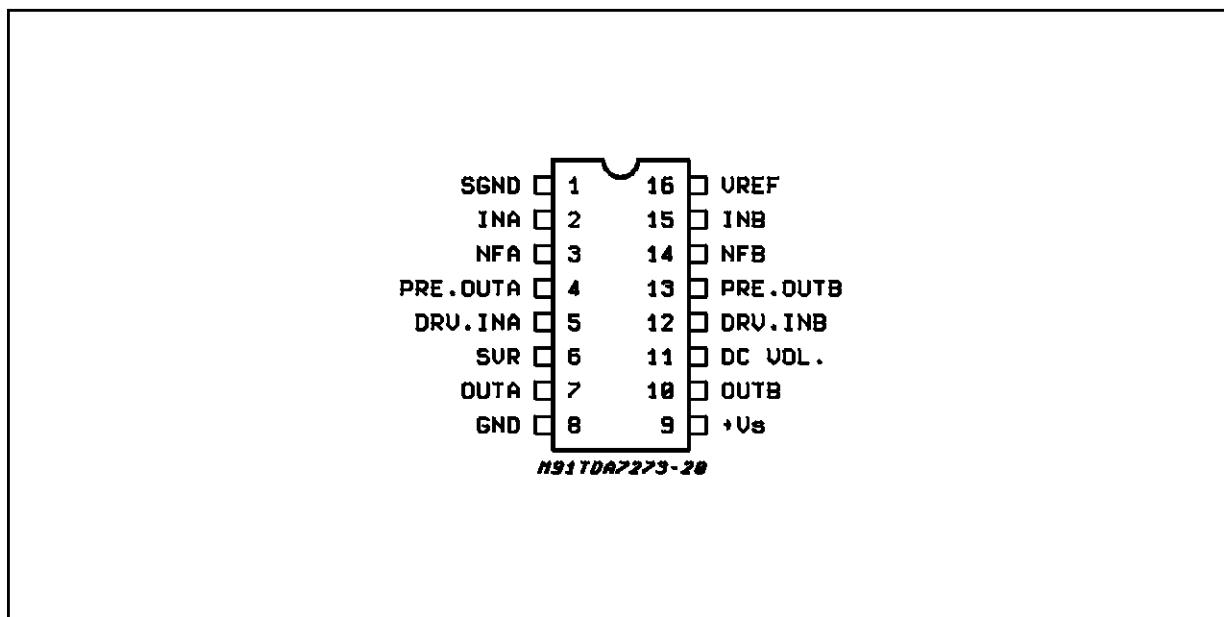 SGND 1 16 VREF
INA 2 15 INB
NFA 3 14 NFB
PRE.OUTA 4 13 PRE.OUTB
DRV.INA 5 12 DRV.INB
SVR 6 11 DC VOL.
OUTA 7 10 OUTB
GND 8 9 +Vs
M91TDA7273-20